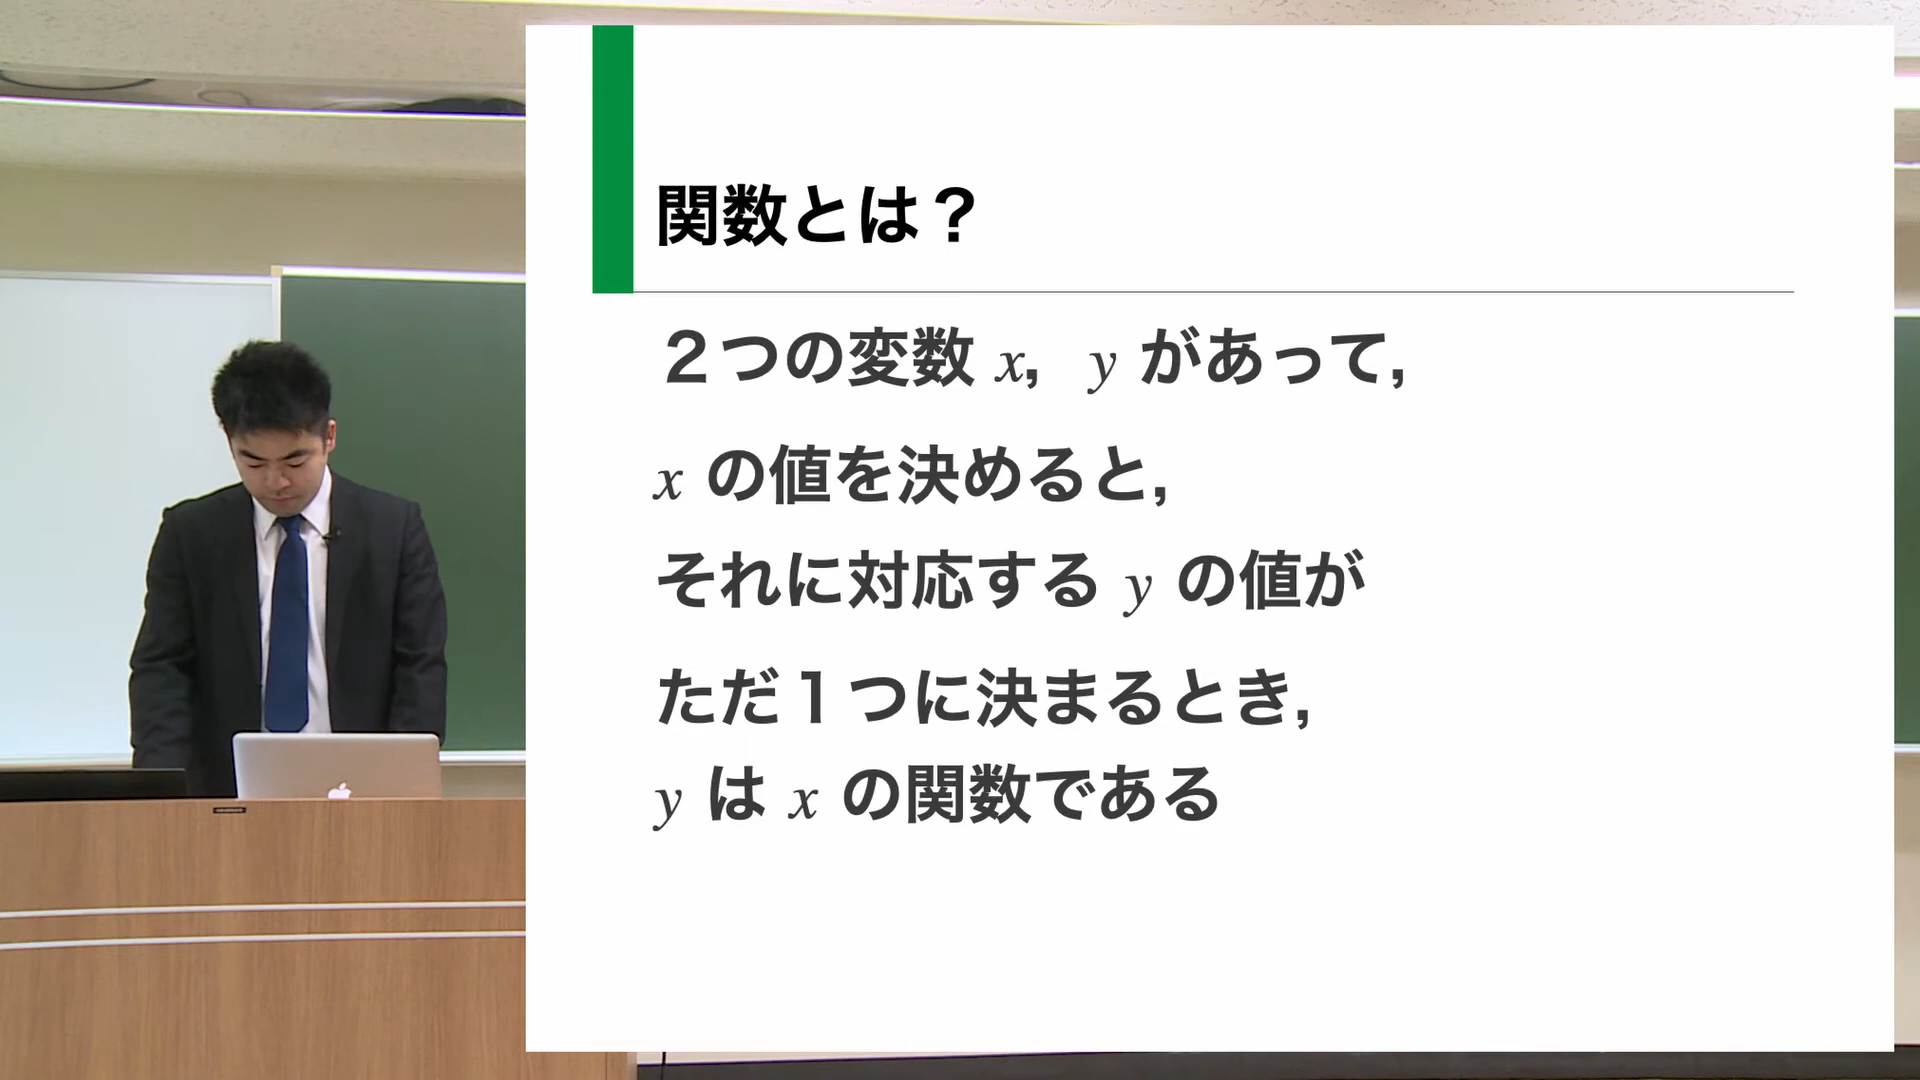 関数とは？
２つの変数 x, y があって,
x の値を決めると,
それに対応する y の値が
ただ１つに決まるとき,
y は x の関数である